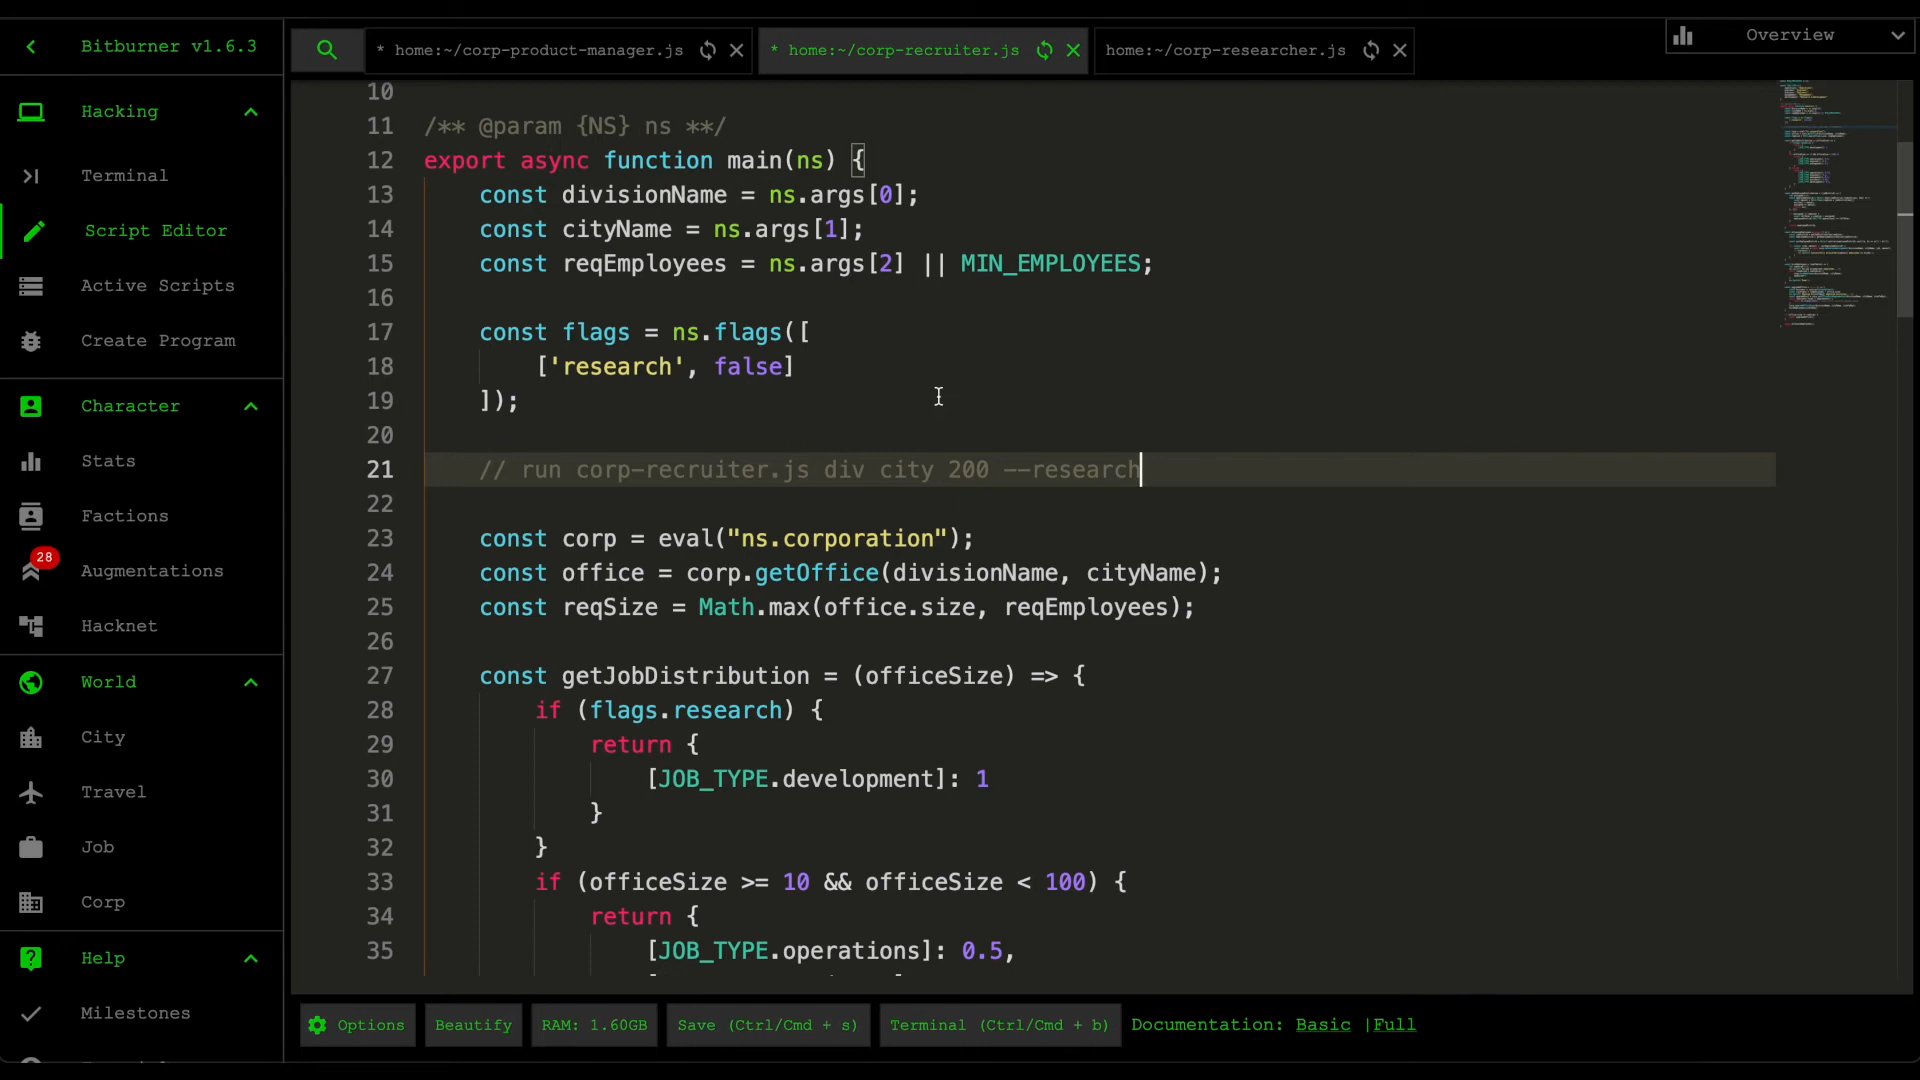 Bitburner v1.6.3
* home:~/corp-product-manager.js
* home:~/corp-recruiter.js
home:~/corp-researcher.js
Overview
Hacking
Terminal
Script Editor
Active Scripts
Create Program
Character
Stats
Factions
28
Augmentations
Hacknet
World
City
Travel
Job
Corp
Help
Milestones
10
11 /** @param {NS} ns **/
12 export async function main(ns) {
13 const divisionName = ns.args[0];
14 const cityName = ns.args[1];
15 const reqEmployees = ns.args[2] || MIN_EMPLOYEES;
16
17 const flags = ns.flags([
18 ['research', false]
19 ]);
20
21 // run corp-recruiter.js div city 200 --research
22
23 const corp = eval("ns.corporation");
24 const office = corp.getOffice(divisionName, cityName);
25 const reqSize = Math.max(office.size, reqEmployees);
26
27 const getJobDistribution = (officeSize) => {
28 if (flags.research) {
29 return {
30 [JOB_TYPE.development]: 1
31 }
32 }
33 if (officeSize >= 10 && officeSize < 100) {
34 return {
35 [JOB_TYPE.operations]: 0.5,
Options
Beautify
RAM: 1.60GB
Save (Ctrl/Cmd + s)
Terminal (Ctrl/Cmd + b)
Documentation: Basic |Full